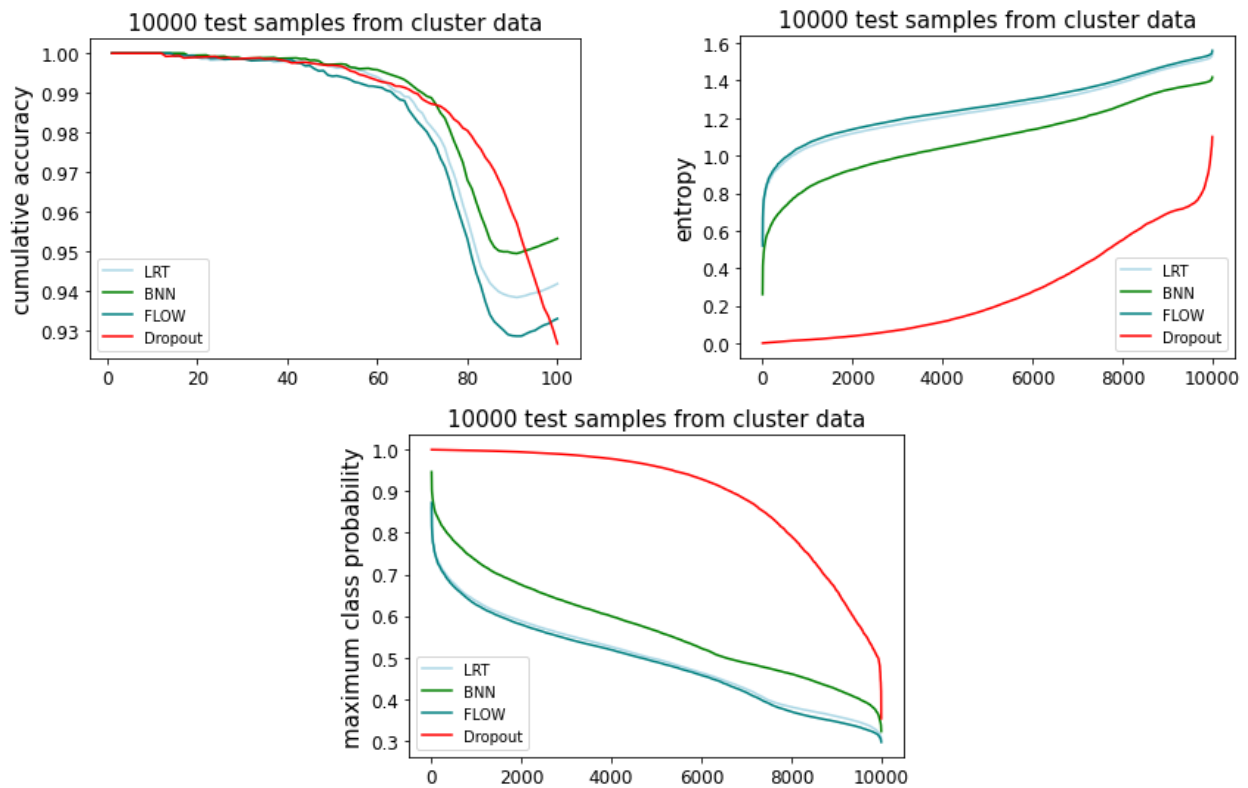 10000 test samples from cluster data
cumulative accuracy
1.00
0.99
0.98
0.97
0.96
0.95
0.94
0.93
LRT
BNN
FLOW
Dropout
0 20 40 60 80 100
10000 test samples from cluster data
entropy
1.6
1.4
1.2
1.0
0.8
0.6
0.4
0.2
0.0
LRT
BNN
FLOW
Dropout
0 2000 4000 6000 8000 10000
10000 test samples from cluster data
maximum class probability
1.0
0.9
0.8
0.7
0.6
0.5
0.4
0.3
LRT
BNN
FLOW
Dropout
0 2000 4000 6000 8000 10000